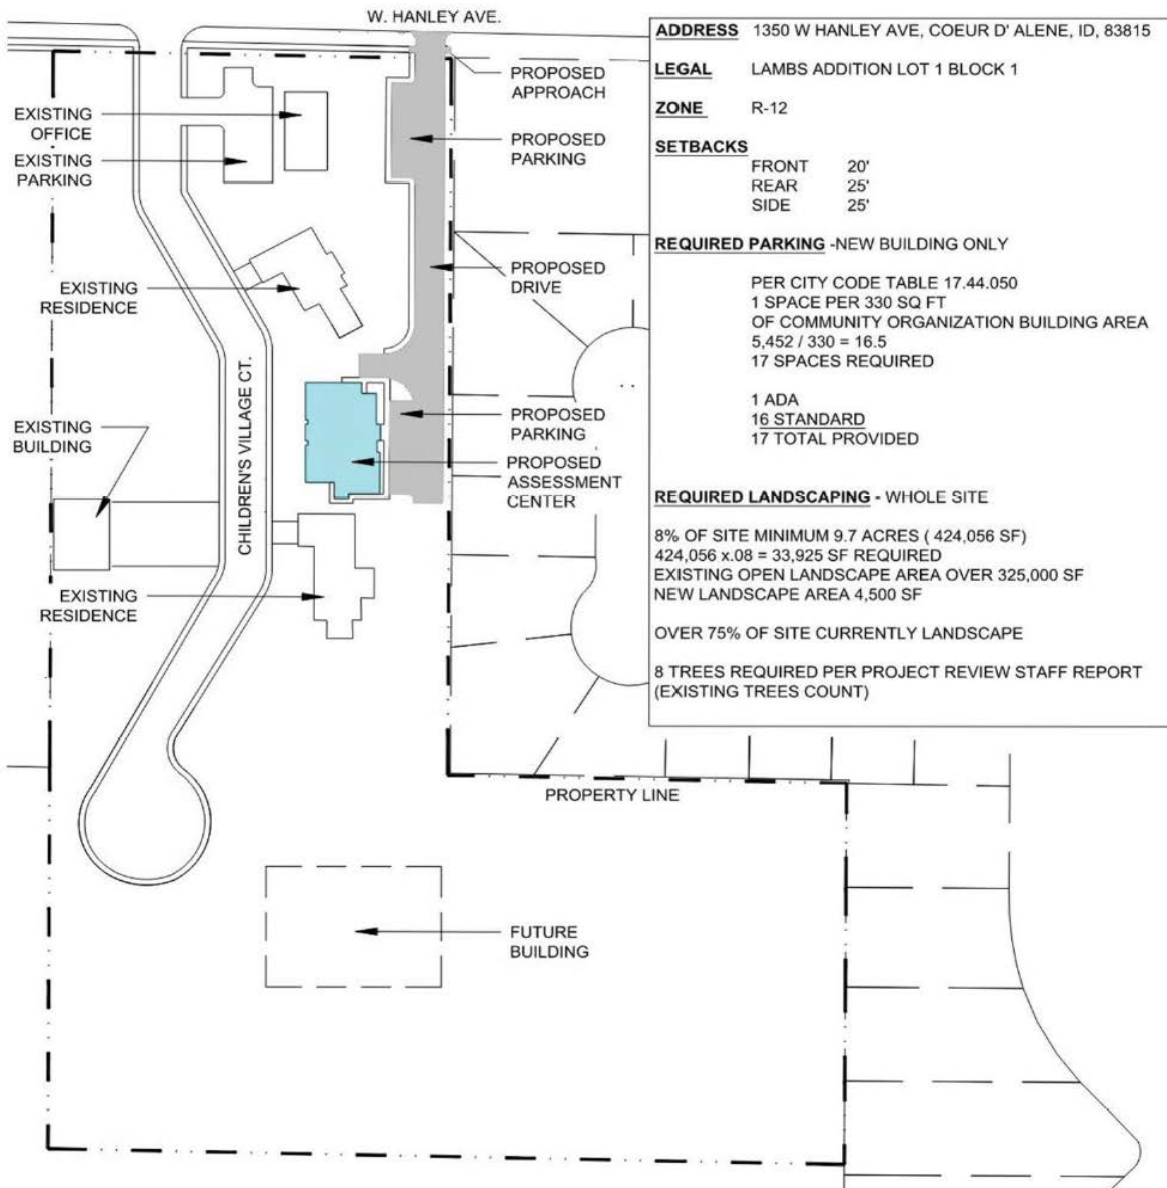 W. HANLEY AVE.
EXISTING
OFFICE
EXISTING
PARKING
EXISTING
RESIDENCE
EXISTING
BUILDING
EXISTING
RESIDENCE
CHILDREN'S VILLAGE CT.
PROPOSED
APPROACH
PROPOSED
PARKING
PROPOSED
DRIVE
PROPOSED
PARKING
PROPOSED
ASSESSMENT
CENTER
PROPERTY LINE
FUTURE
BUILDING
ADDRESS 1350 W HANLEY AVE, COEUR D' ALENE, ID, 83815
LEGAL LAMBS ADDITION LOT 1 BLOCK 1
ZONE R-12
SETBACKS
FRONT 20'
REAR 25'
SIDE 25'
REQUIRED PARKING -NEW BUILDING ONLY
PER CITY CODE TABLE 17.44.050
1 SPACE PER 330 SQ FT
OF COMMUNITY ORGANIZATION BUILDING AREA
5,452 / 330 = 16.5
17 SPACES REQUIRED
1 ADA
16 STANDARD
17 TOTAL PROVIDED
REQUIRED LANDSCAPING - WHOLE SITE
8% OF SITE MINIMUM 9.7 ACRES ( 424,056 SF)
424,056 x.08 = 33,925 SF REQUIRED
EXISTING OPEN LANDSCAPE AREA OVER 325,000 SF
NEW LANDSCAPE AREA 4,500 SF
OVER 75% OF SITE CURRENTLY LANDSCAPE
8 TREES REQUIRED PER PROJECT REVIEW STAFF REPORT
(EXISTING TREES COUNT)